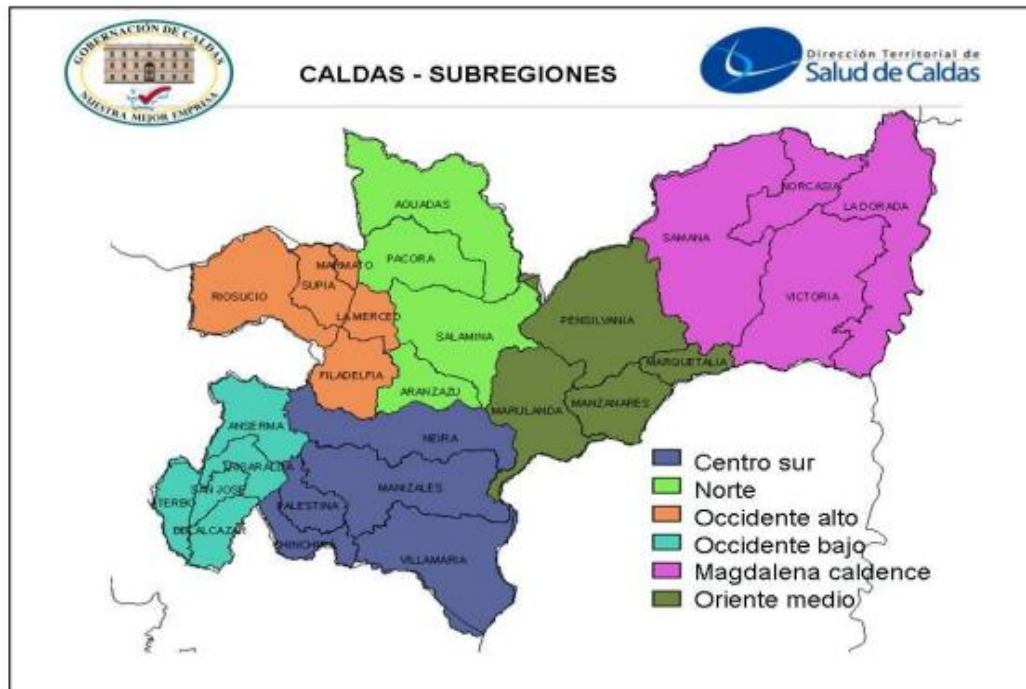 GOBERNACIÓN DE CALDAS
NUESTRA MEJOR EMPRESA
CALDAS - SUBREGIONES
Dirección Territorial de
Salud de Caldas
AGUADAS
NORCASIA
LA DORADA
SAMANA
PACORA
MARMATO
SUPIA
RIOSUCIO
VICTORIA
LA MERCED
PENSILVANIA
SALAMINA
MARQUETALIA
FILADELFIA
ARANZAZU
MANZANARES
MARULANDA
ANSERMA
NEIRA
RISARALDA
SAN JOSE
MANIZALES
VITERBO
PALESTINA
BELALCAZAR
CHINCHINA
VILLAMARIA
Centro sur
Norte
Occidente alto
Occidente bajo
Magdalena caldence
Oriente medio